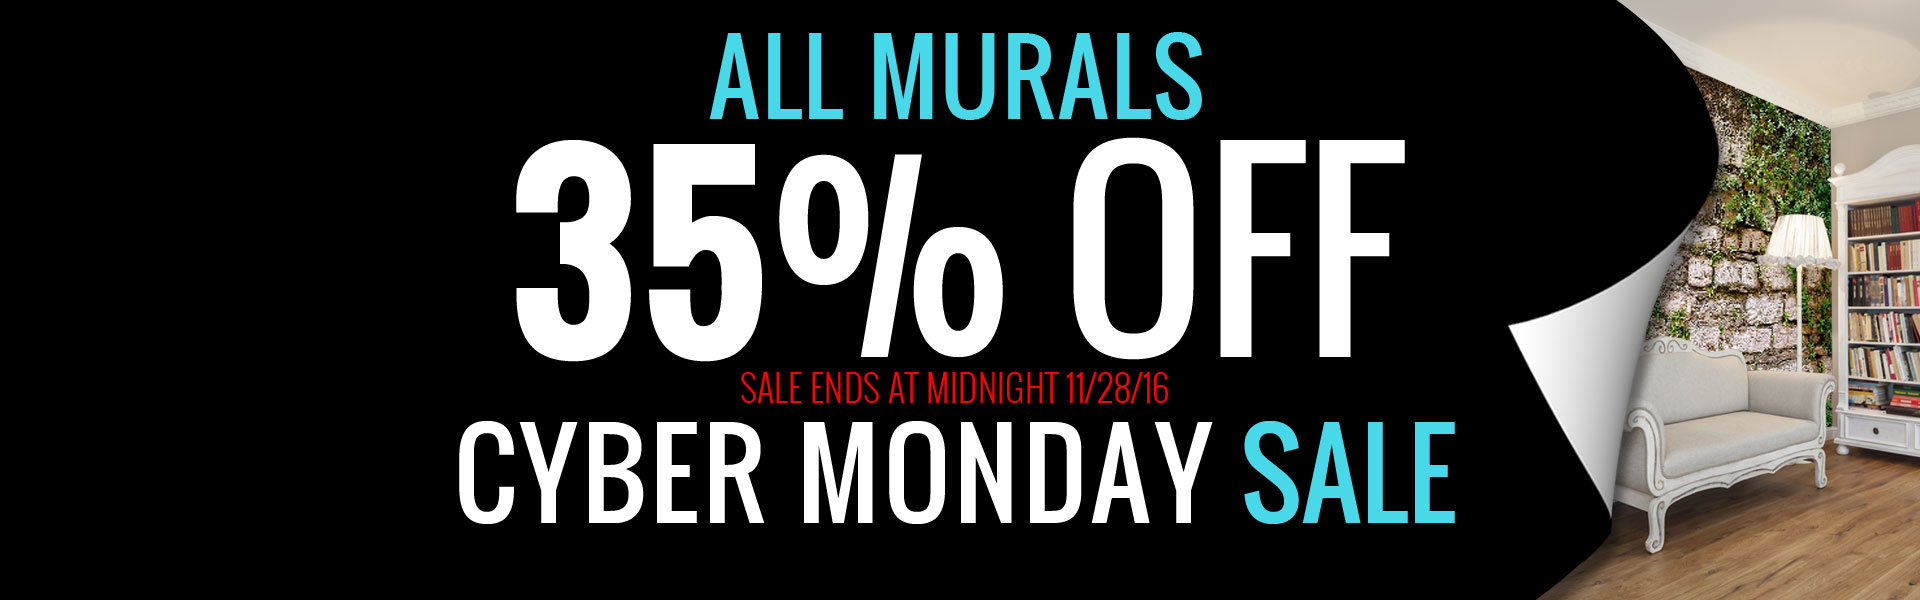 ALL MURALS
35% OFF
SALE ENDS AT MIDNIGHT 11/28/16
CYBER MONDAY SALE